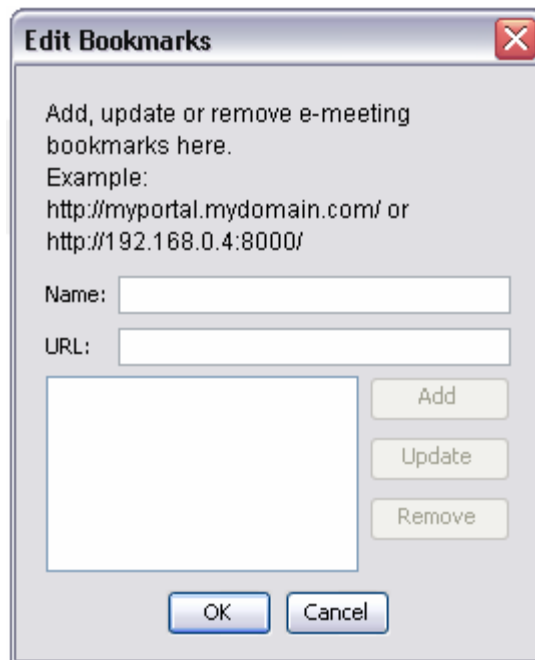 Edit Bookmarks
Add, update or remove e-meeting
bookmarks here.
Example:
http://myportal.mydomain.com/ or
http://192.168.0.4:8000/
Name:
URL:
Add
Update
Remove
OK
Cancel